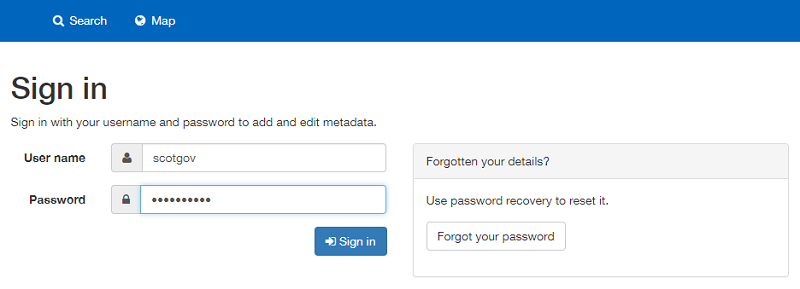 Search Map
Sign in
Sign in with your username and password to add and edit metadata.
User name scotgov
Password ••••••••••
Sign in
Forgotten your details?
Use password recovery to reset it.
Forgot your password